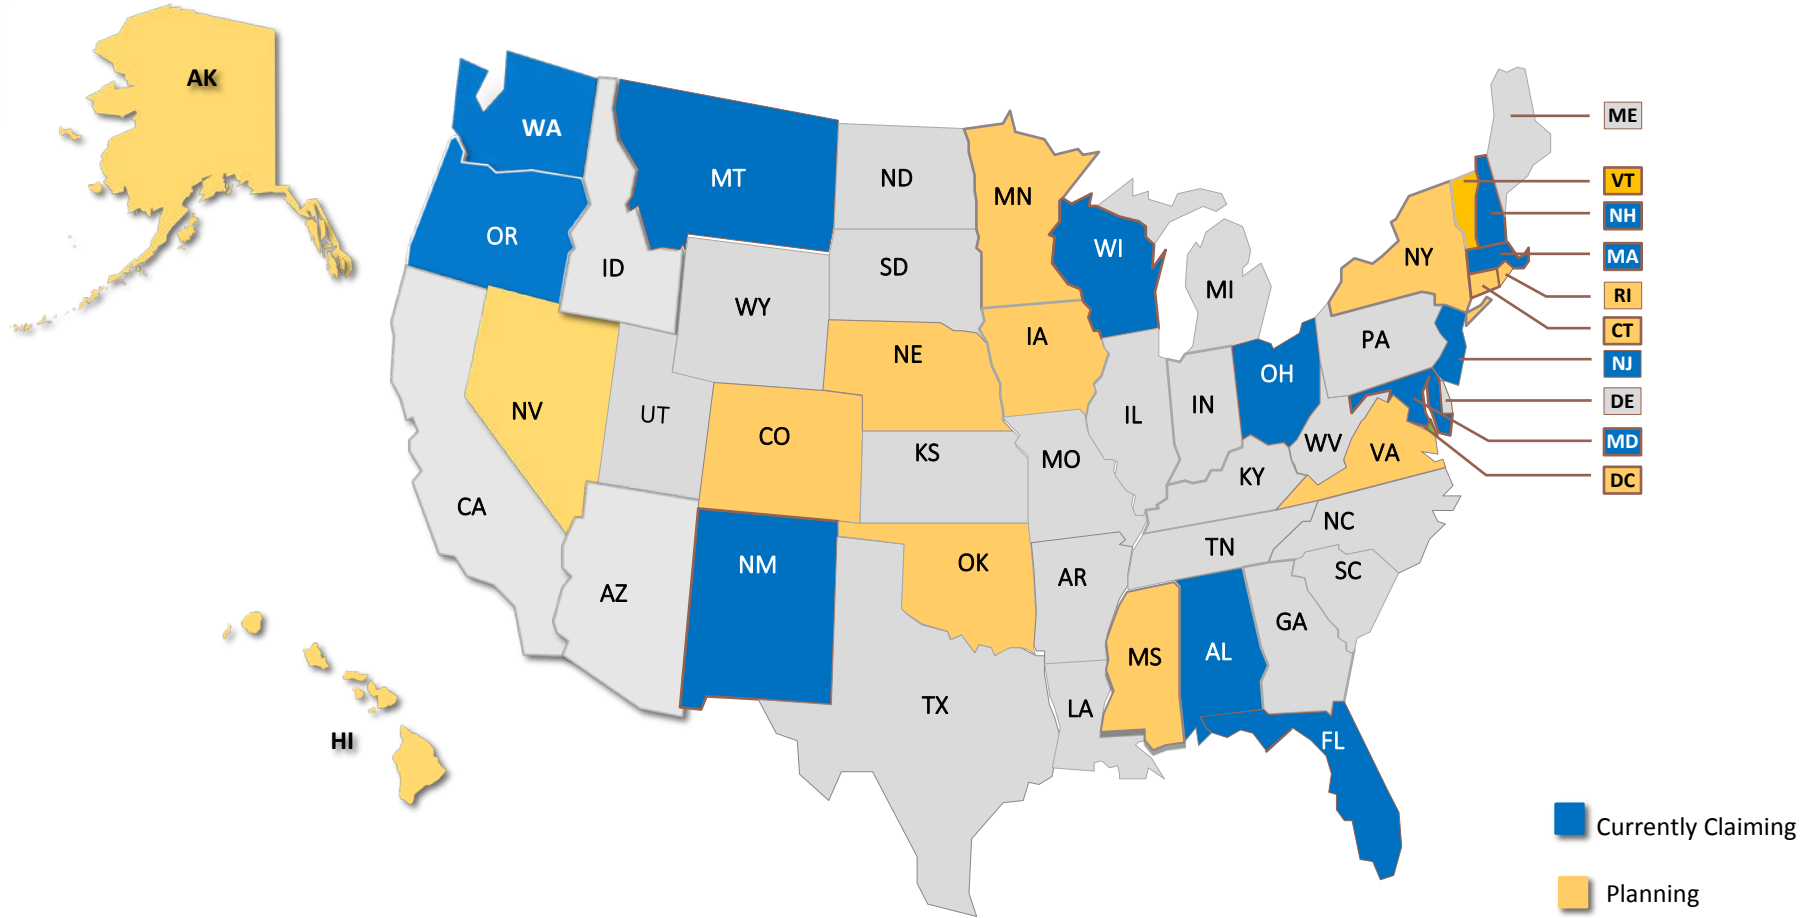 AK
WA
MT
ND
MN
OR
ID
SD
WI
WY
MI
NY
NE
IA
PA
NV
UT
CO
KS
MO
IL
IN
OH
WV
VA
KY
CA
NC
TN
NM
OK
AR
SC
AZ
GA
MS
AL
TX
LA
FL
HI
ME
VT
NH
MA
RI
CT
NJ
DE
MD
DC
Currently Claiming
Planning